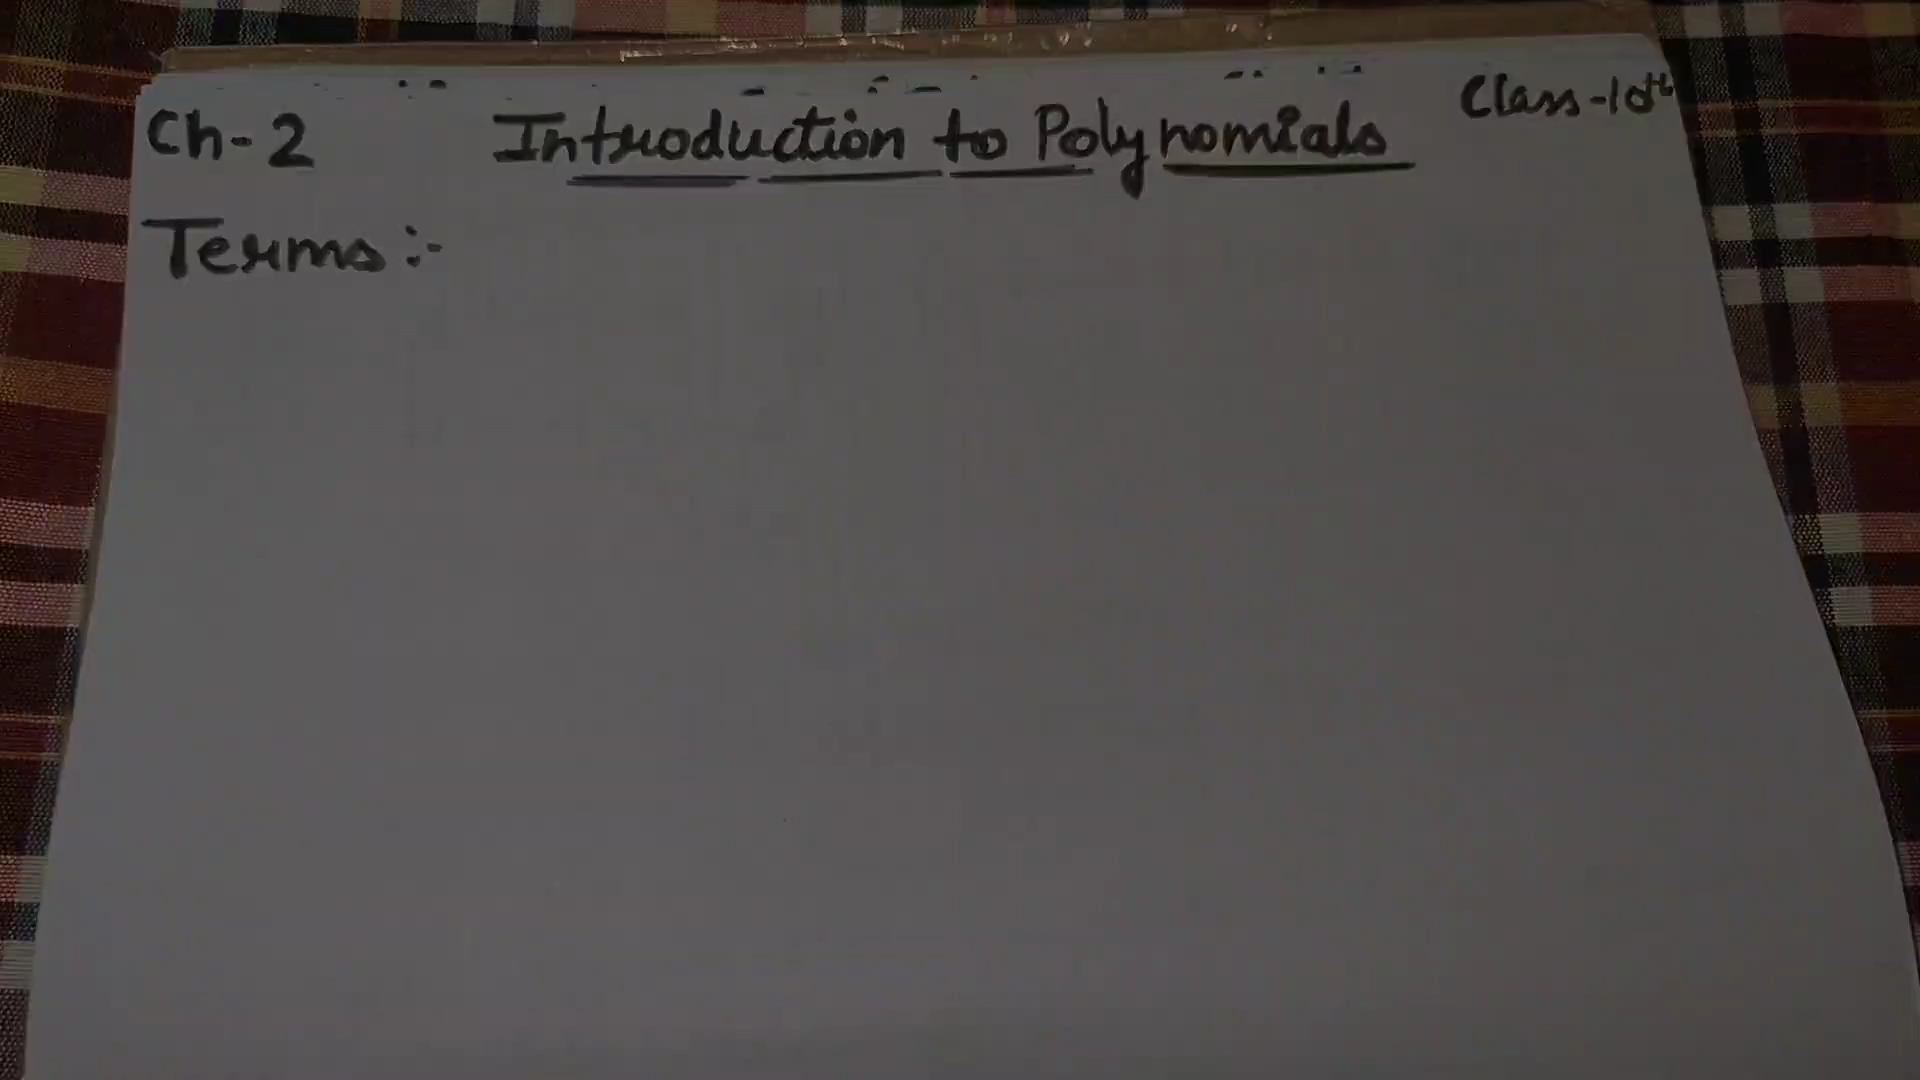 Ch-2 Introduction to Polynomials Class-10th
Terms:-